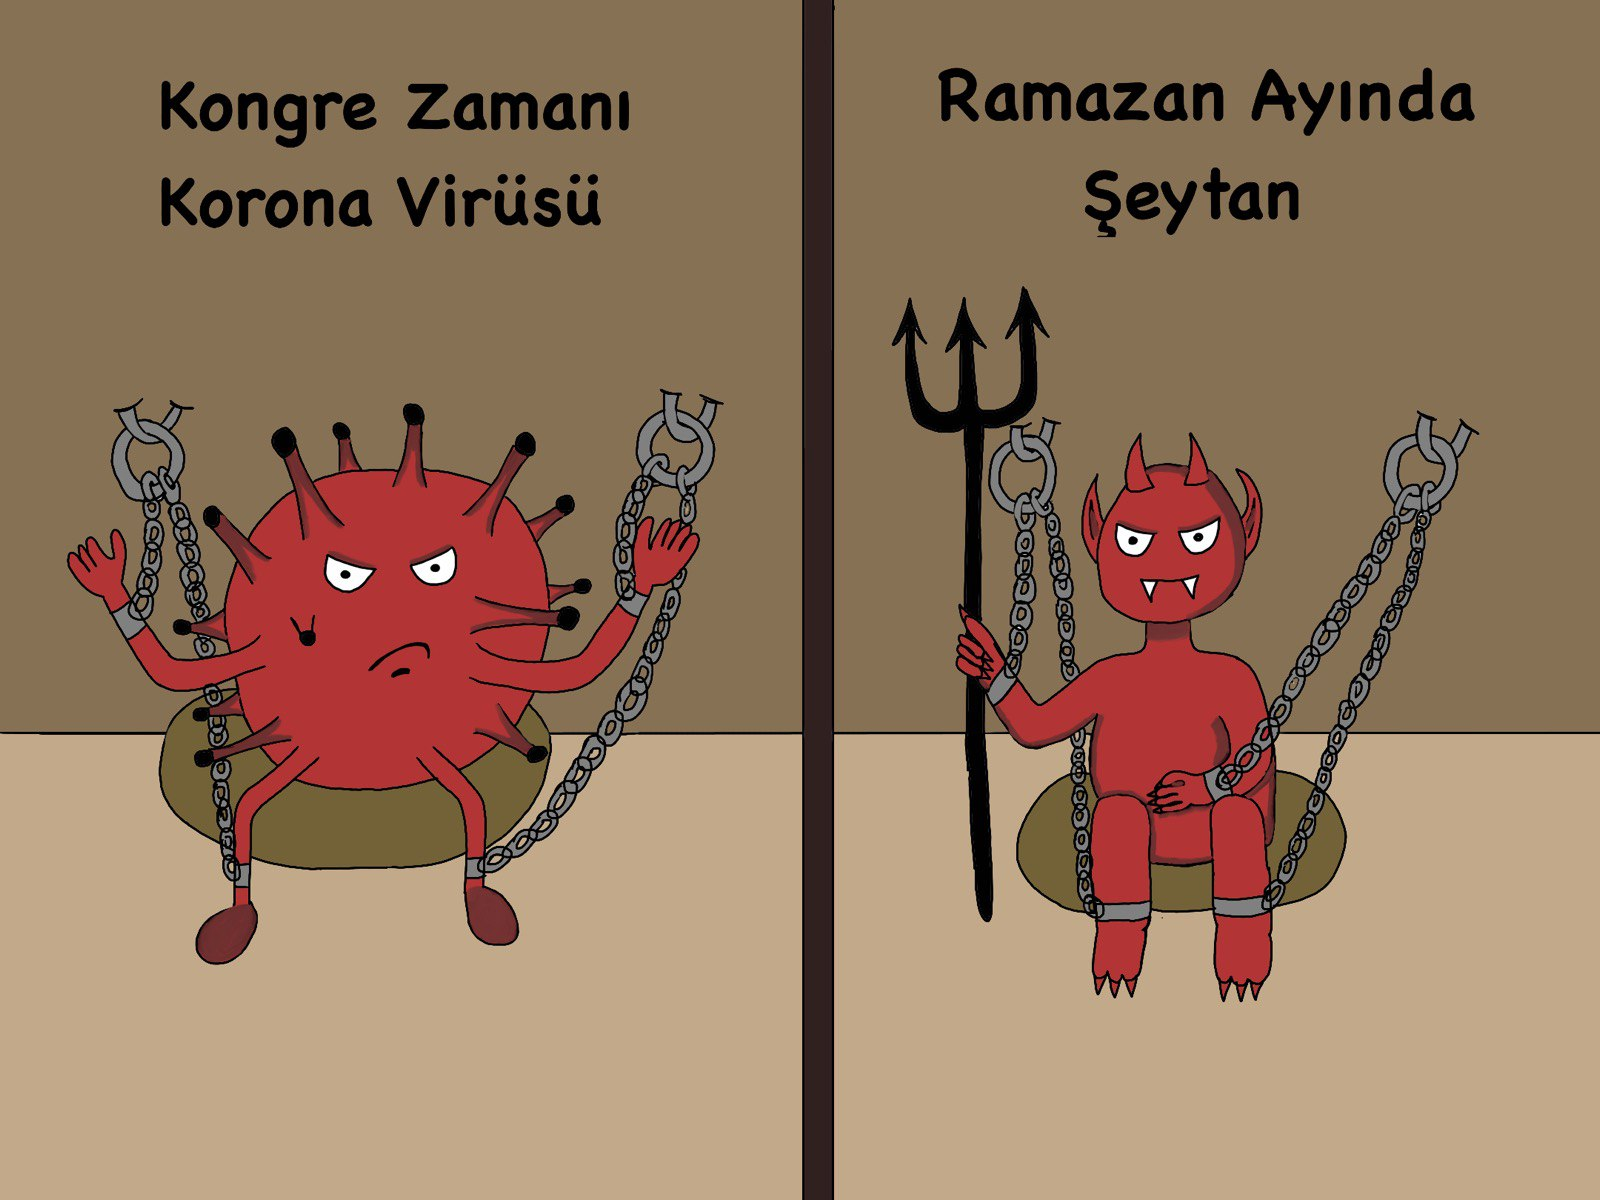 Kongre Zamanı
Korona Virüsü
Ramazan Ayında
Şeytan